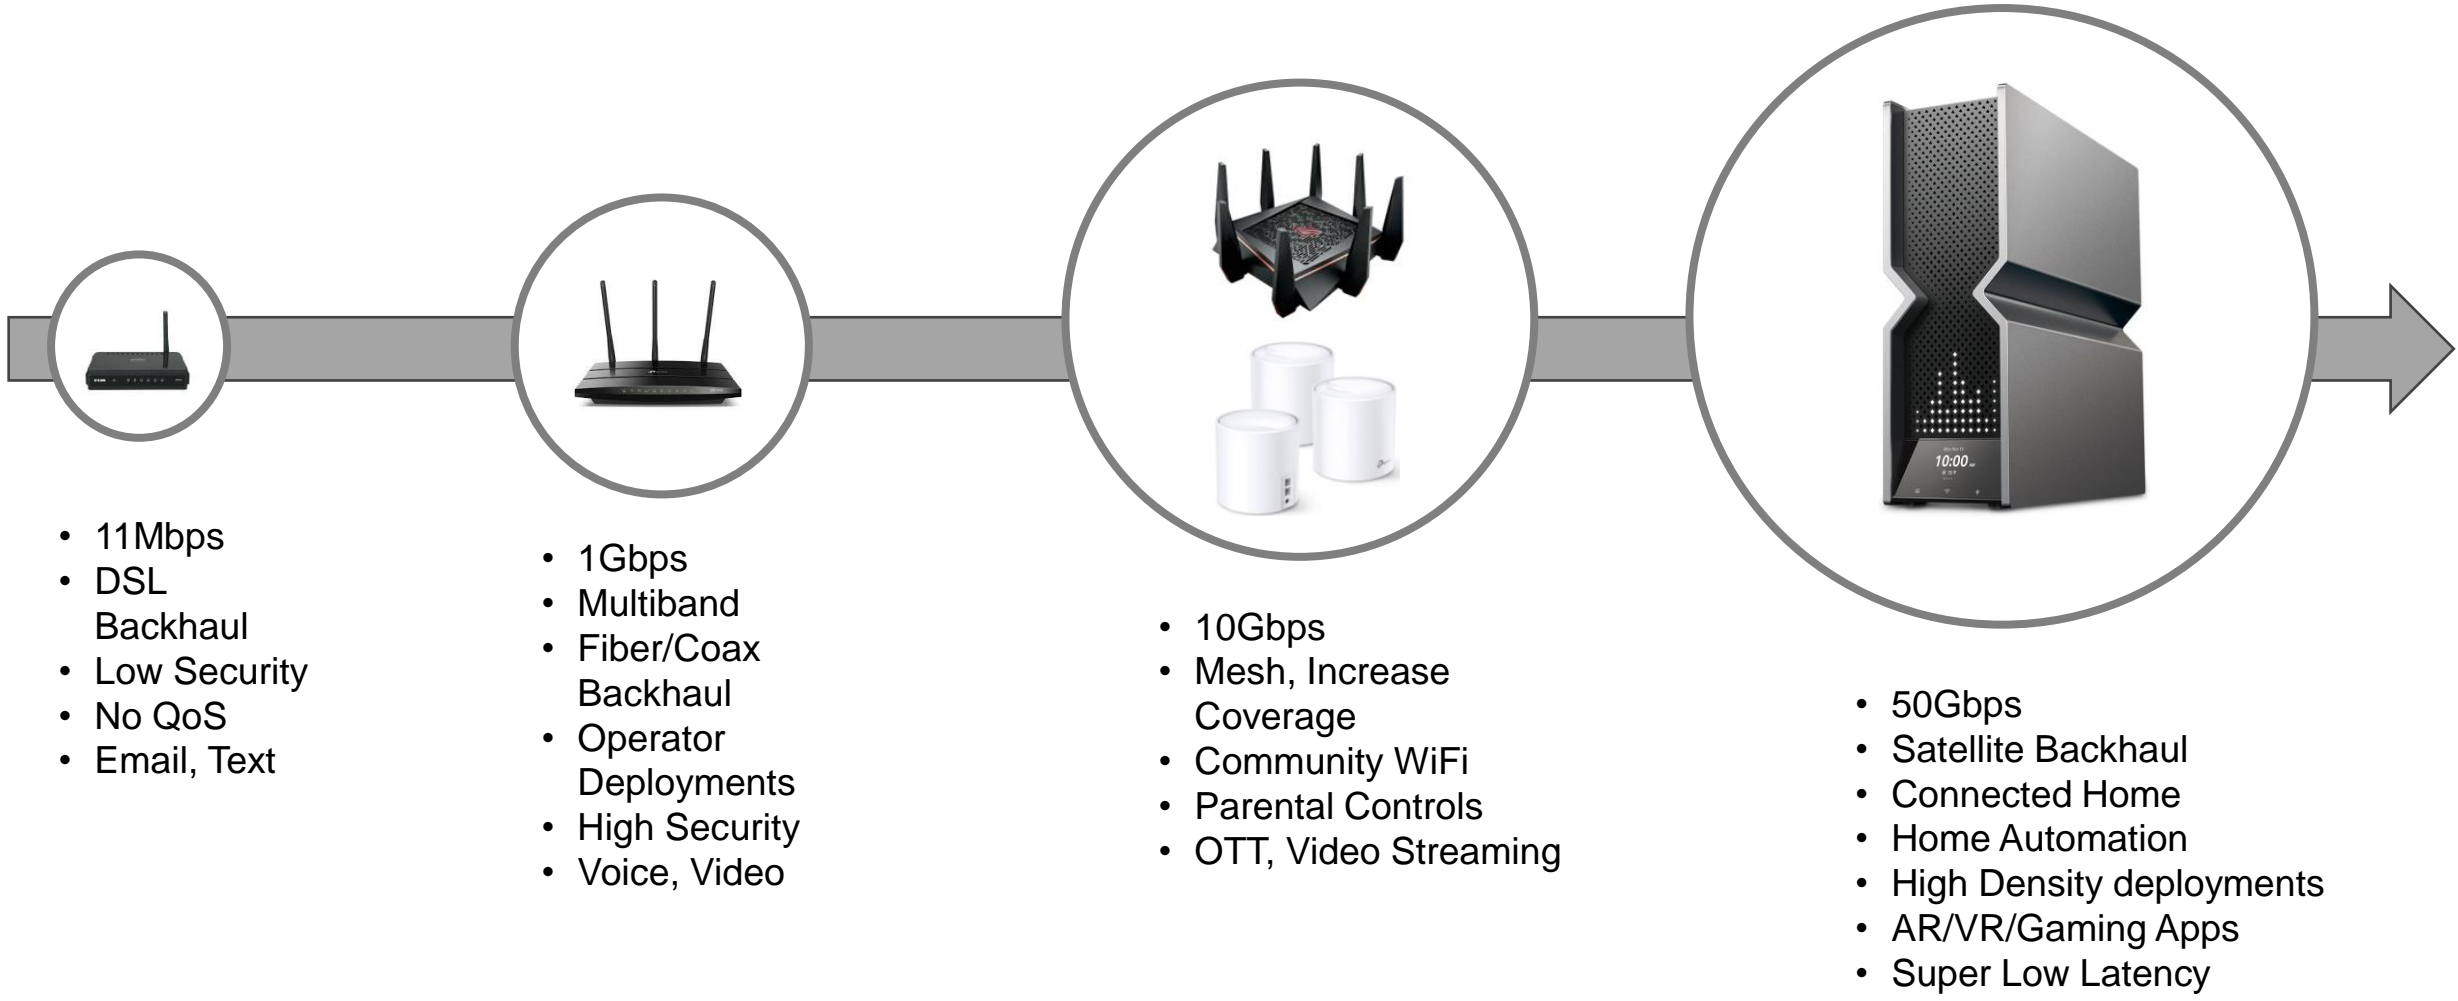 10:00
• 11Mbps
• DSL
Backhaul
• Low Security
• No QoS
• Email, Text
• 1Gbps
• Multiband
• Fiber/Coax
Backhaul
• Operator
Deployments
• High Security
• Voice, Video
• 10Gbps
• Mesh, Increase
Coverage
• Community WiFi
• Parental Controls
• OTT, Video Streaming
• 50Gbps
• Satellite Backhaul
• Connected Home
• Home Automation
• High Density deployments
• AR/VR/Gaming Apps
• Super Low Latency